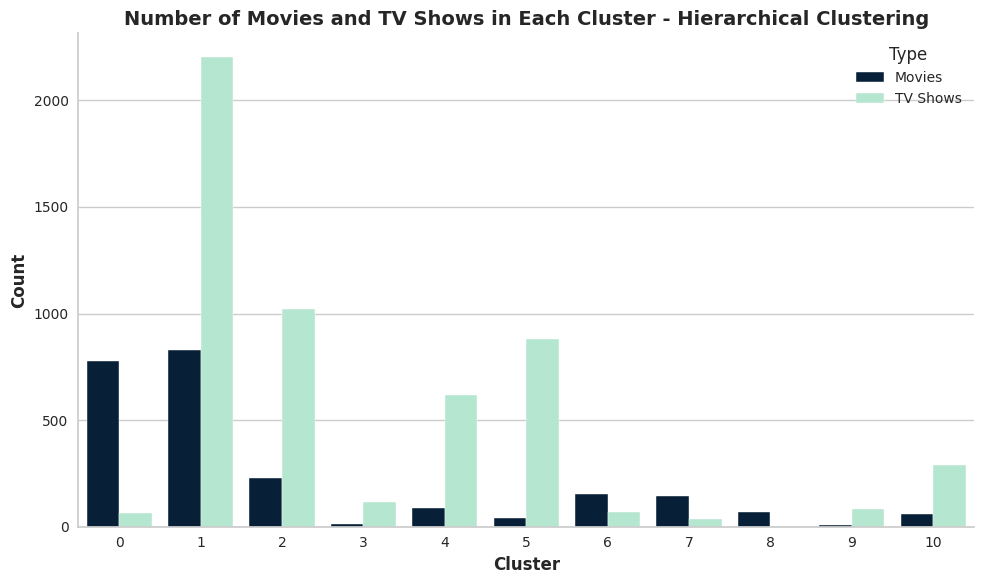 Number of Movies and TV Shows in Each Cluster - Hierarchical Clustering
Type
Movies
TV Shows
Count
2000
1500
1000
500
0
0 1 2 3 4 5 6 7 8 9 10
Cluster